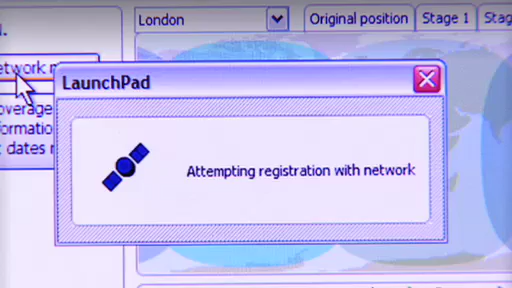 London
Original position
Stage 1
LaunchPad
Attempting registration with network